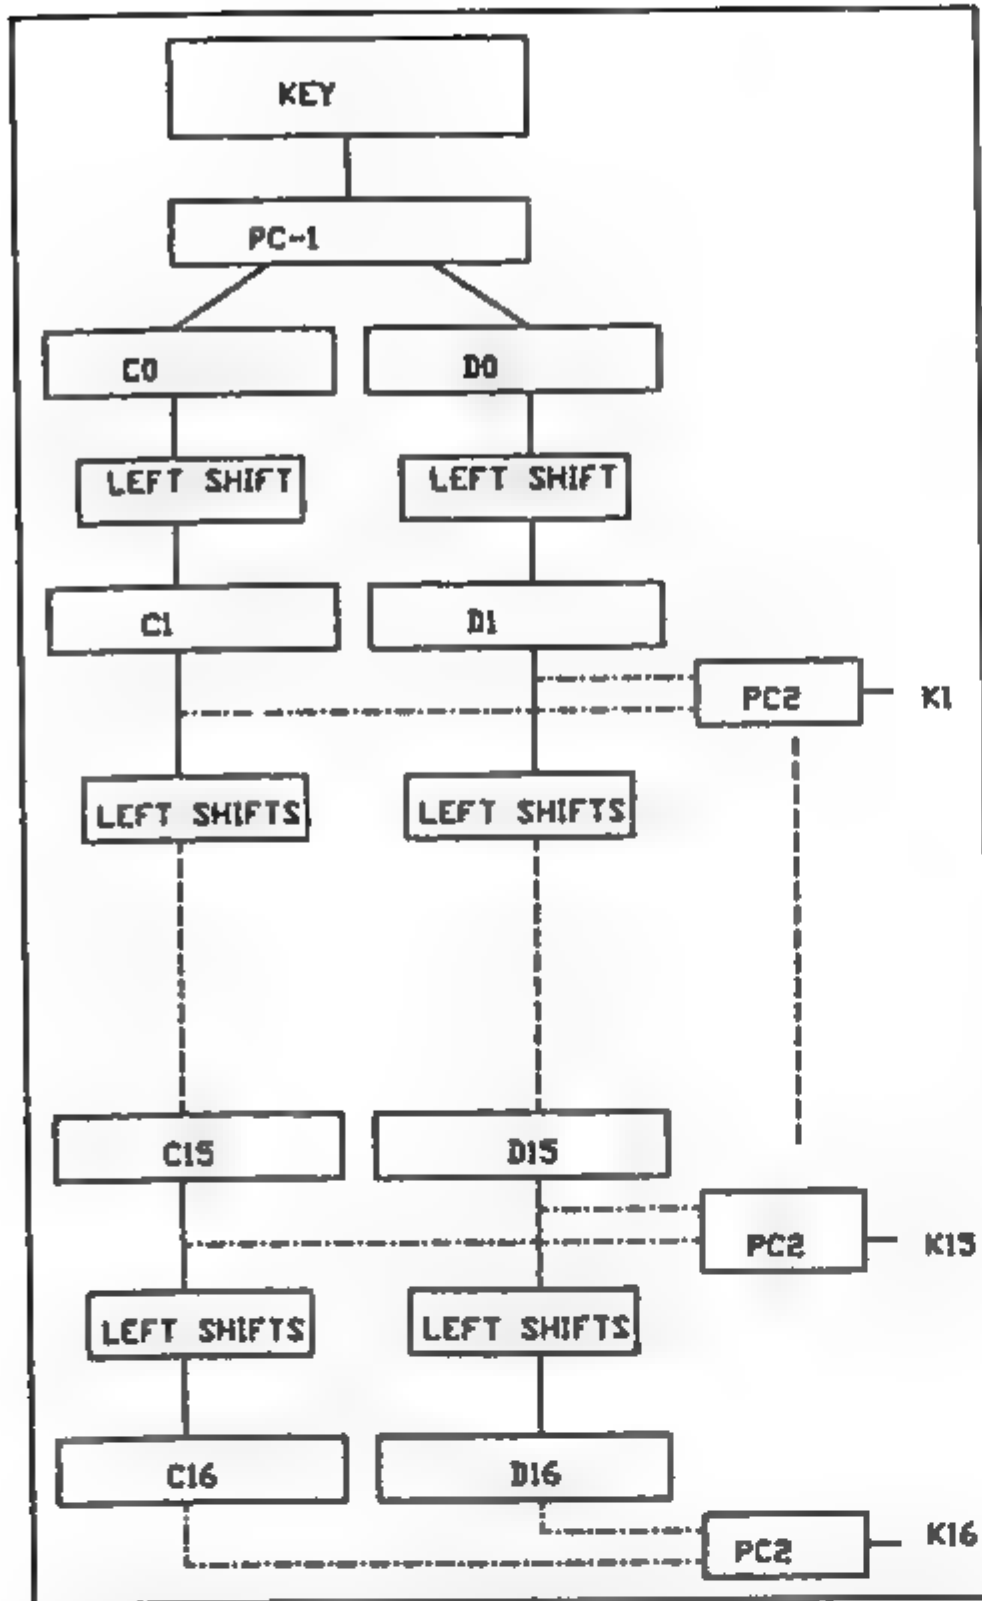 KEY
PC-1
C0
D0
LEFT SHIFT
LEFT SHIFT
C1
D1
PC2
K1
LEFT SHIFTS
LEFT SHIFTS
C15
D15
PC2
K15
LEFT SHIFTS
LEFT SHIFTS
C16
D16
PC2
K16